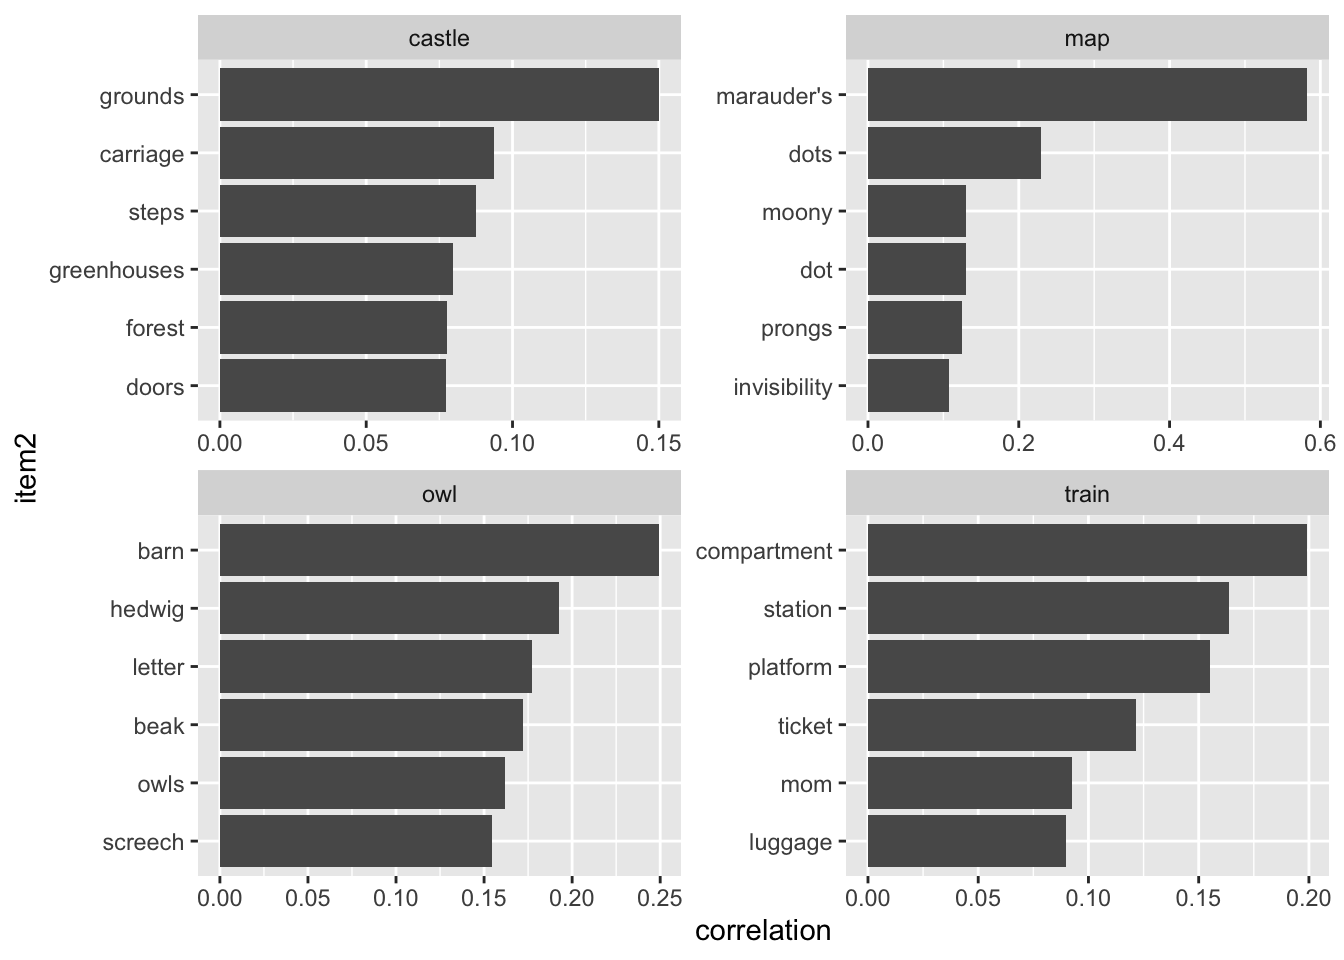 castle
grounds
carriage
steps
greenhouses
forest
doors
0.00 0.05 0.10 0.15
map
marauder's
dots
moony
dot
prongs
invisibility
0.0 0.2 0.4 0.6
item2
owl
barn
hedwig
letter
beak
owls
screech
0.00 0.05 0.10 0.15 0.20 0.25
train
compartment
station
platform
ticket
mom
luggage
0.00 0.05 0.10 0.15 0.20
correlation